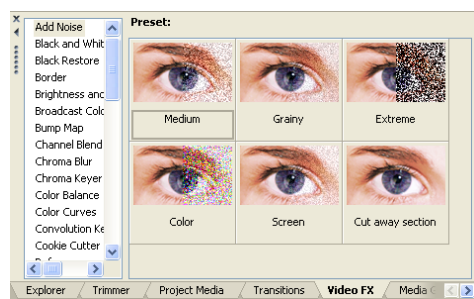 Preset:
Add Noise
Black and Whit
Black Restore
Border
Brightness and
Broadcast Colo
Bump Map
Channel Blend
Chroma Blur
Chroma Keyer
Color Balance
Color Curves
Convolution Ke
Cookie Cutter
Medium
Grainy
Extreme
Color
Screen
Cut away section
Explorer
Trimmer
Project Media
Transitions
Video FX
Media